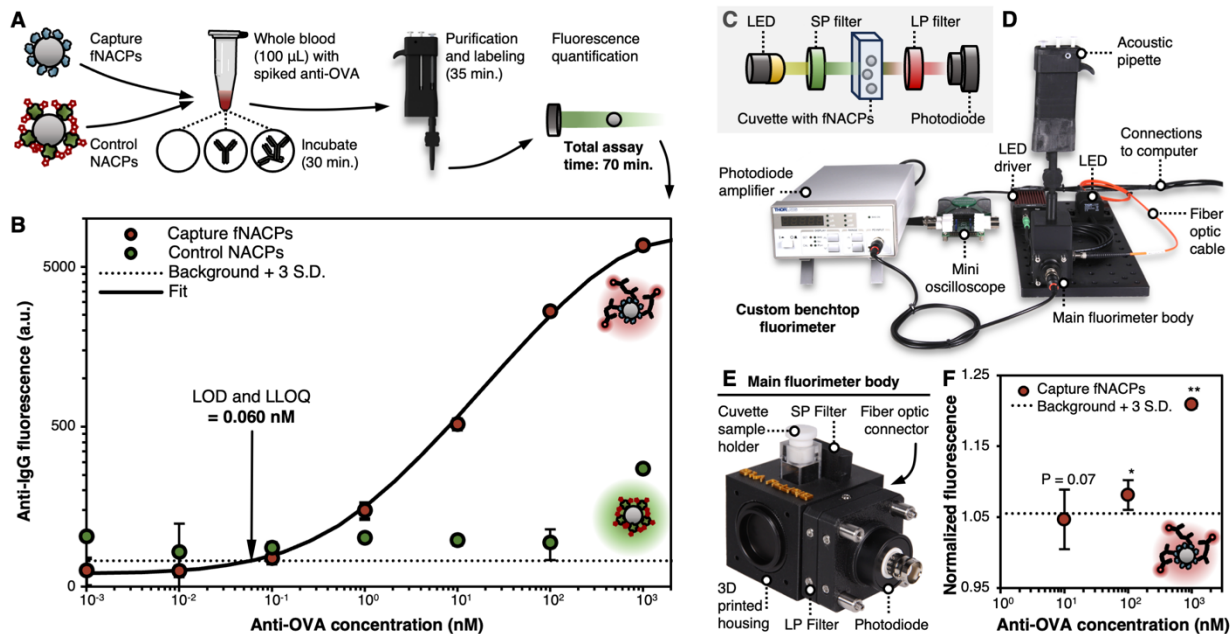 A
Capture fNACPs
Control NACPs
Whole blood
(100 µL) with
spiked anti-OVA
Incubate
(30 min.)
Purification
and labeling
(35 min.)
Fluorescence
quantification
Total assay
time: 70 min.
B
Capture fNACPs
Control NACPs
Background + 3 S.D.
Fit
LOD and LLOQ
= 0.060 nM
Anti-IgG fluorescence (a.u.)
5000
500
0
10⁻³
10⁻²
10⁻¹
10⁰
10¹
10²
10³
Anti-OVA concentration (nM)
C
LED
SP filter
LP filter
Cuvette with fNACPs
Photodiode
D
Acoustic
pipette
Connections
to computer
LED
driver
LED
Fiber
optic
cable
Photodiode
amplifier
THORLABS
Mini
oscilloscope
Custom benchtop
fluorimeter
Main fluorimeter body
E
Main fluorimeter body
Cuvette
sample
holder
SP Filter
Fiber optic
connector
3D
printed
housing
LP Filter
Photodiode
F
Capture fNACPs
Background + 3 S.D.
**
P = 0.07
*
Normalized fluorescence
1.25
1.15
1.05
0.95
10⁰
10¹
10²
10³
Anti-OVA concentration (nM)